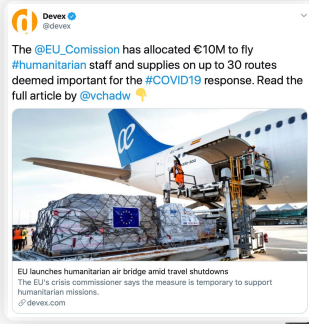 Devex
@devex
The @EU_Comission has allocated €10M to fly
#humanitarian staff and supplies on up to 30 routes
deemed important for the #COVID19 response. Read the
full article by @vchadw 👇
EU launches humanitarian air bridge amid travel shutdowns
The EU's crisis commissioner says the measure is temporary to support
humanitarian missions.
devex.com